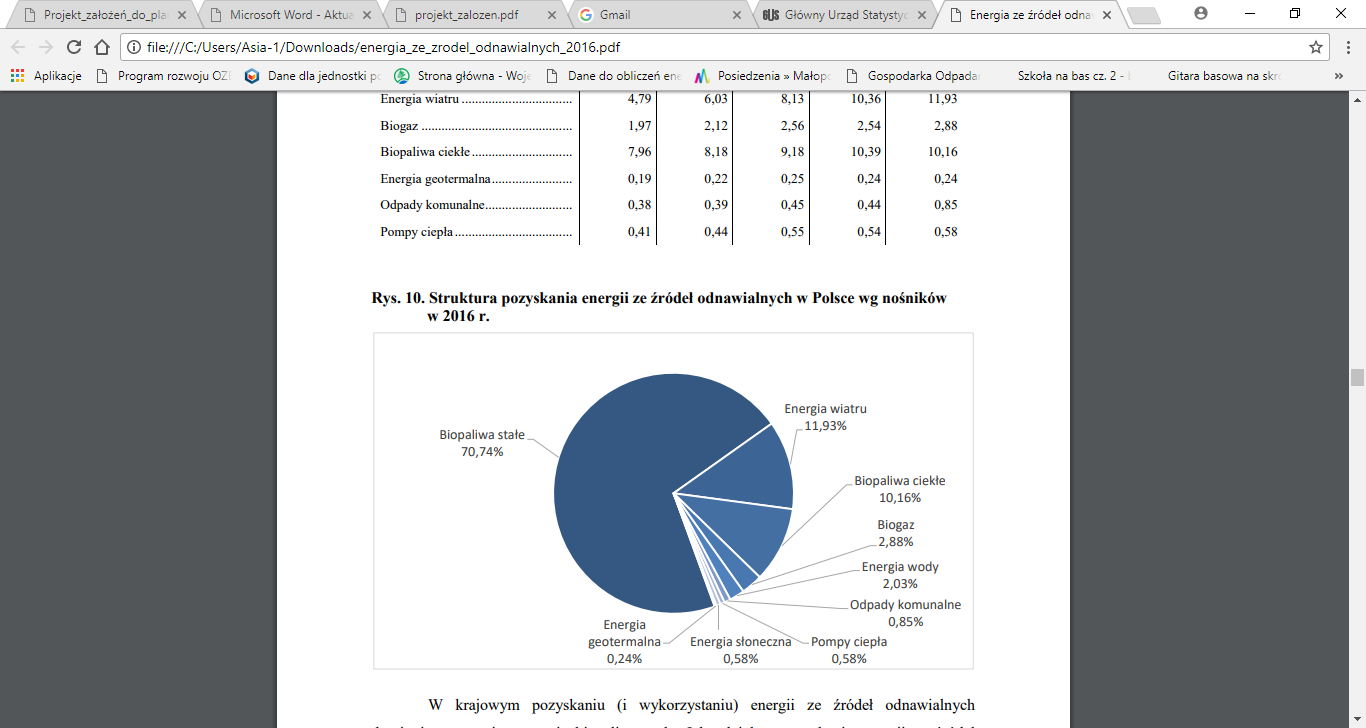 Projekt_założeń_do_pla
Microsoft Word - Aktua
projekt_zalozen.pdf
Gmail
Główny Urząd Statystyc
Energia ze źródeł odna
file:///C:/Users/Asia-1/Downloads/energia_ze_zrodel_odnawialnych_2016.pdf
Aplikacje
Program rozwoju OZE
Dane dla jednostki po
Strona główna - Woje
Dane do obliczeń ene
Posiedzenia » Małopo
Gospodarka Odpadam
Szkoła na bas cz. 2 -
Gitara basowa na skró
»
Energia wiatru ................................. 4,79 6,03 8,13 10,36 11,93
Biogaz ............................................. 1,97 2,12 2,56 2,54 2,88
Biopaliwa ciekłe .............................. 7,96 8,18 9,18 10,39 10,16
Energia geotermalna ........................ 0,19 0,22 0,25 0,24 0,24
Odpady komunalne .......................... 0,38 0,39 0,45 0,44 0,85
Pompy ciepła ................................... 0,41 0,44 0,55 0,54 0,58
Rys. 10. Struktura pozyskania energii ze źródeł odnawialnych w Polsce wg nośników
w 2016 r.
Energia wiatru
11,93%
Biopaliwa stałe
70,74%
Biopaliwa ciekłe
10,16%
Biogaz
2,88%
Energia wody
2,03%
Odpady komunalne
0,85%
Energia
geotermalna
0,24%
Energia słoneczna
0,58%
Pompy ciepła
0,58%
W krajowym pozyskaniu (i wykorzystaniu) energii ze źródeł odnawialnych